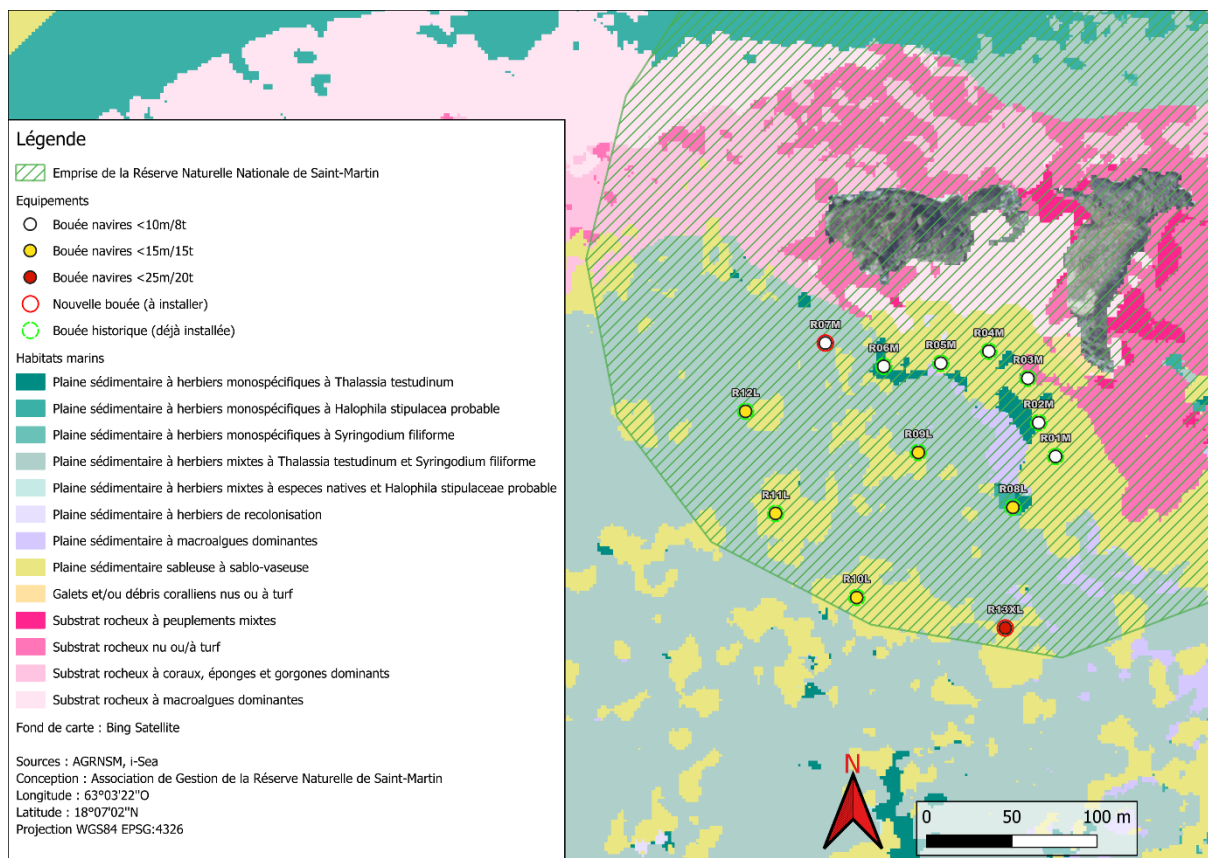 Légende
Emprise de la Réserve Naturelle Nationale de Saint-Martin
Equipements
Bouée navires <10m/8t
Bouée navires <15m/15t
Bouée navires <25m/20t
Nouvelle bouée (à installer)
Bouée historique (déjà installée)
Habitats marins
Plaine sédimentaire à herbiers monospécifiques à Thalassia testudinum
Plaine sédimentaire à herbiers monospécifiques à Halophila stipulacea probable
Plaine sédimentaire à herbiers monospécifiques à Syringodium filiforme
Plaine sédimentaire à herbiers mixtes à Thalassia testudinum et Syringodium filiforme
Plaine sédimentaire à herbiers mixtes à especes natives et Halophila stipulaceae probable
Plaine sédimentaire à herbiers de recolonisation
Plaine sédimentaire à macroalgues dominantes
Plaine sédimentaire sableuse à sablo-vaseuse
Galets et/ou débris coralliens nus ou à turf
Substrat rocheux à peuplements mixtes
Substrat rocheux nu ou/à turf
Substrat rocheux à coraux, éponges et gorgones dominants
Substrat rocheux à macroalgues dominantes
Fond de carte : Bing Satellite
Sources : AGRNSM, i-Sea
Conception : Association de Gestion de la Réserve Naturelle de Saint-Martin
Longitude : 63°03'22"O
Latitude : 18°07'02"N
Projection WGS84 EPSG:4326
R07M
R06M
R05M
R04M
R03M
R02M
R01M
R12L
R09L
R11L
R08L
R10L
R13XL
N
0 50 100 m